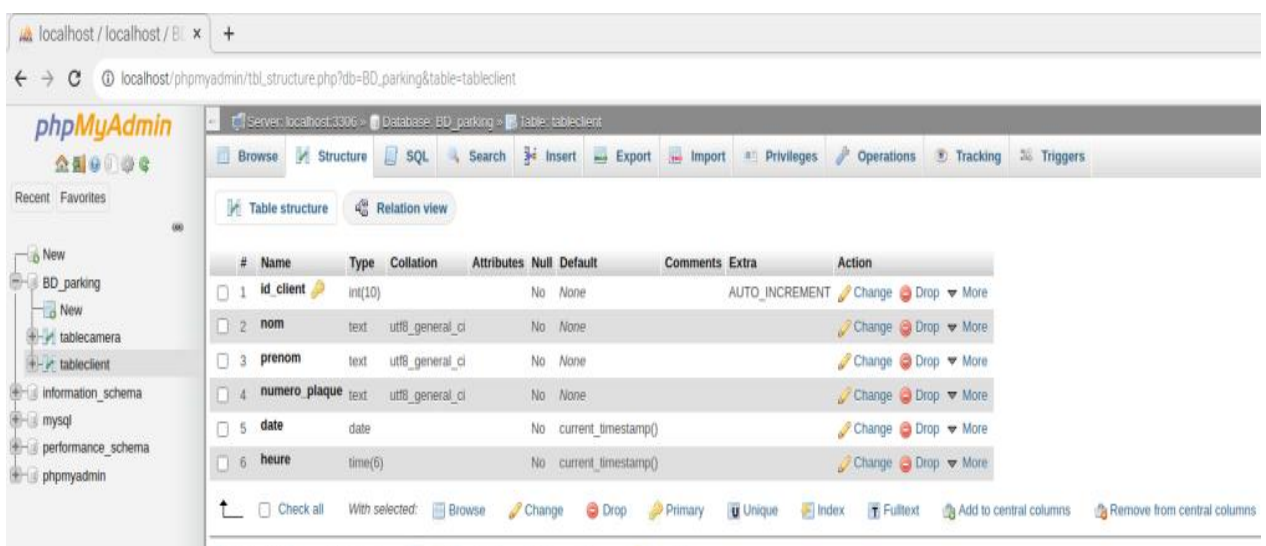 localhost / localhost / B
localhost/phpmyadmin/tbl_structure.php?db=BD_parking&table=tableclient
phpMyAdmin
Recent Favorites
New
BD_parking
New
tablecamera
tableclient
information_schema
mysql
performance_schema
phpmyadmin
Server: localhost:3306 » Database: BD_parking » Table: tableclient
Browse Structure SQL Search Insert Export Import Privileges Operations Tracking Triggers
Table structure Relation view
# Name Type Collation Attributes Null Default Comments Extra Action
1 id_client int(10) No None AUTO_INCREMENT Change Drop More
2 nom text utf8_general_ci No None Change Drop More
3 prenom text utf8_general_ci No None Change Drop More
4 numero_plaque text utf8_general_ci No None Change Drop More
5 date date No current_timestamp() Change Drop More
6 heure time(6) No current_timestamp() Change Drop More
Check all With selected: Browse Change Drop Primary Unique Index Fulltext Add to central columns Remove from central columns